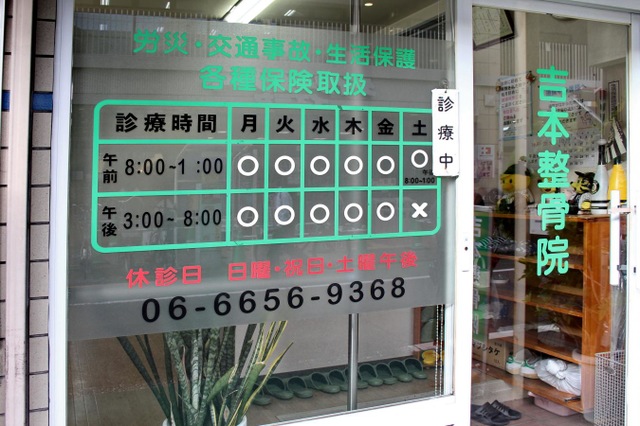 労災・交通事故・生活保護
各種保険取扱
診療時間 月 火 水 木 金 土
午前 8:00~1:00 ○ ○ ○ ○ ○ ○
8:00~1:00
午後 3:00~8:00 ○ ○ ○ ○ ○ ×
休診日 日曜・祝日・土曜午後
06-6656-9368
診療中
吉本整骨院